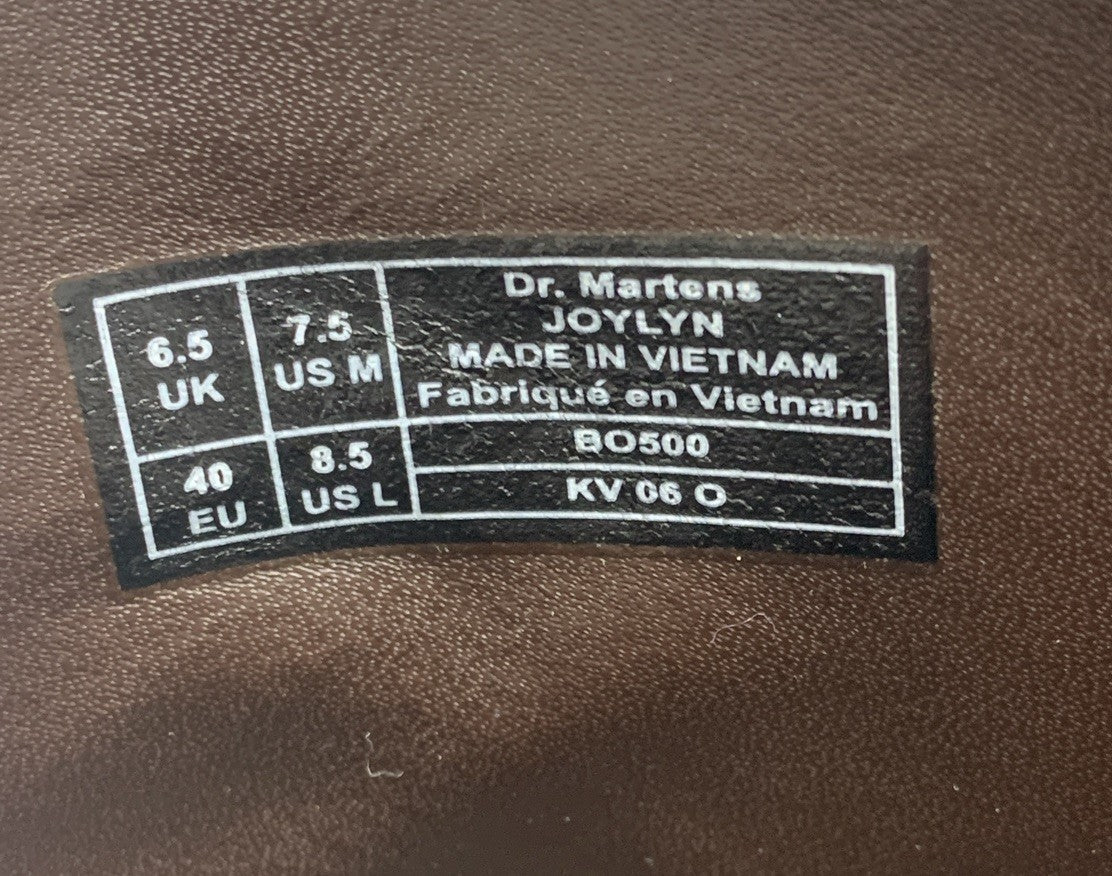 6.5
UK
7.5
US M
40
EU
8.5
US L
Dr. Martens
JOYLYN
MADE IN VIETNAM
Fabriqué en Vietnam
BO500
KV 06 O